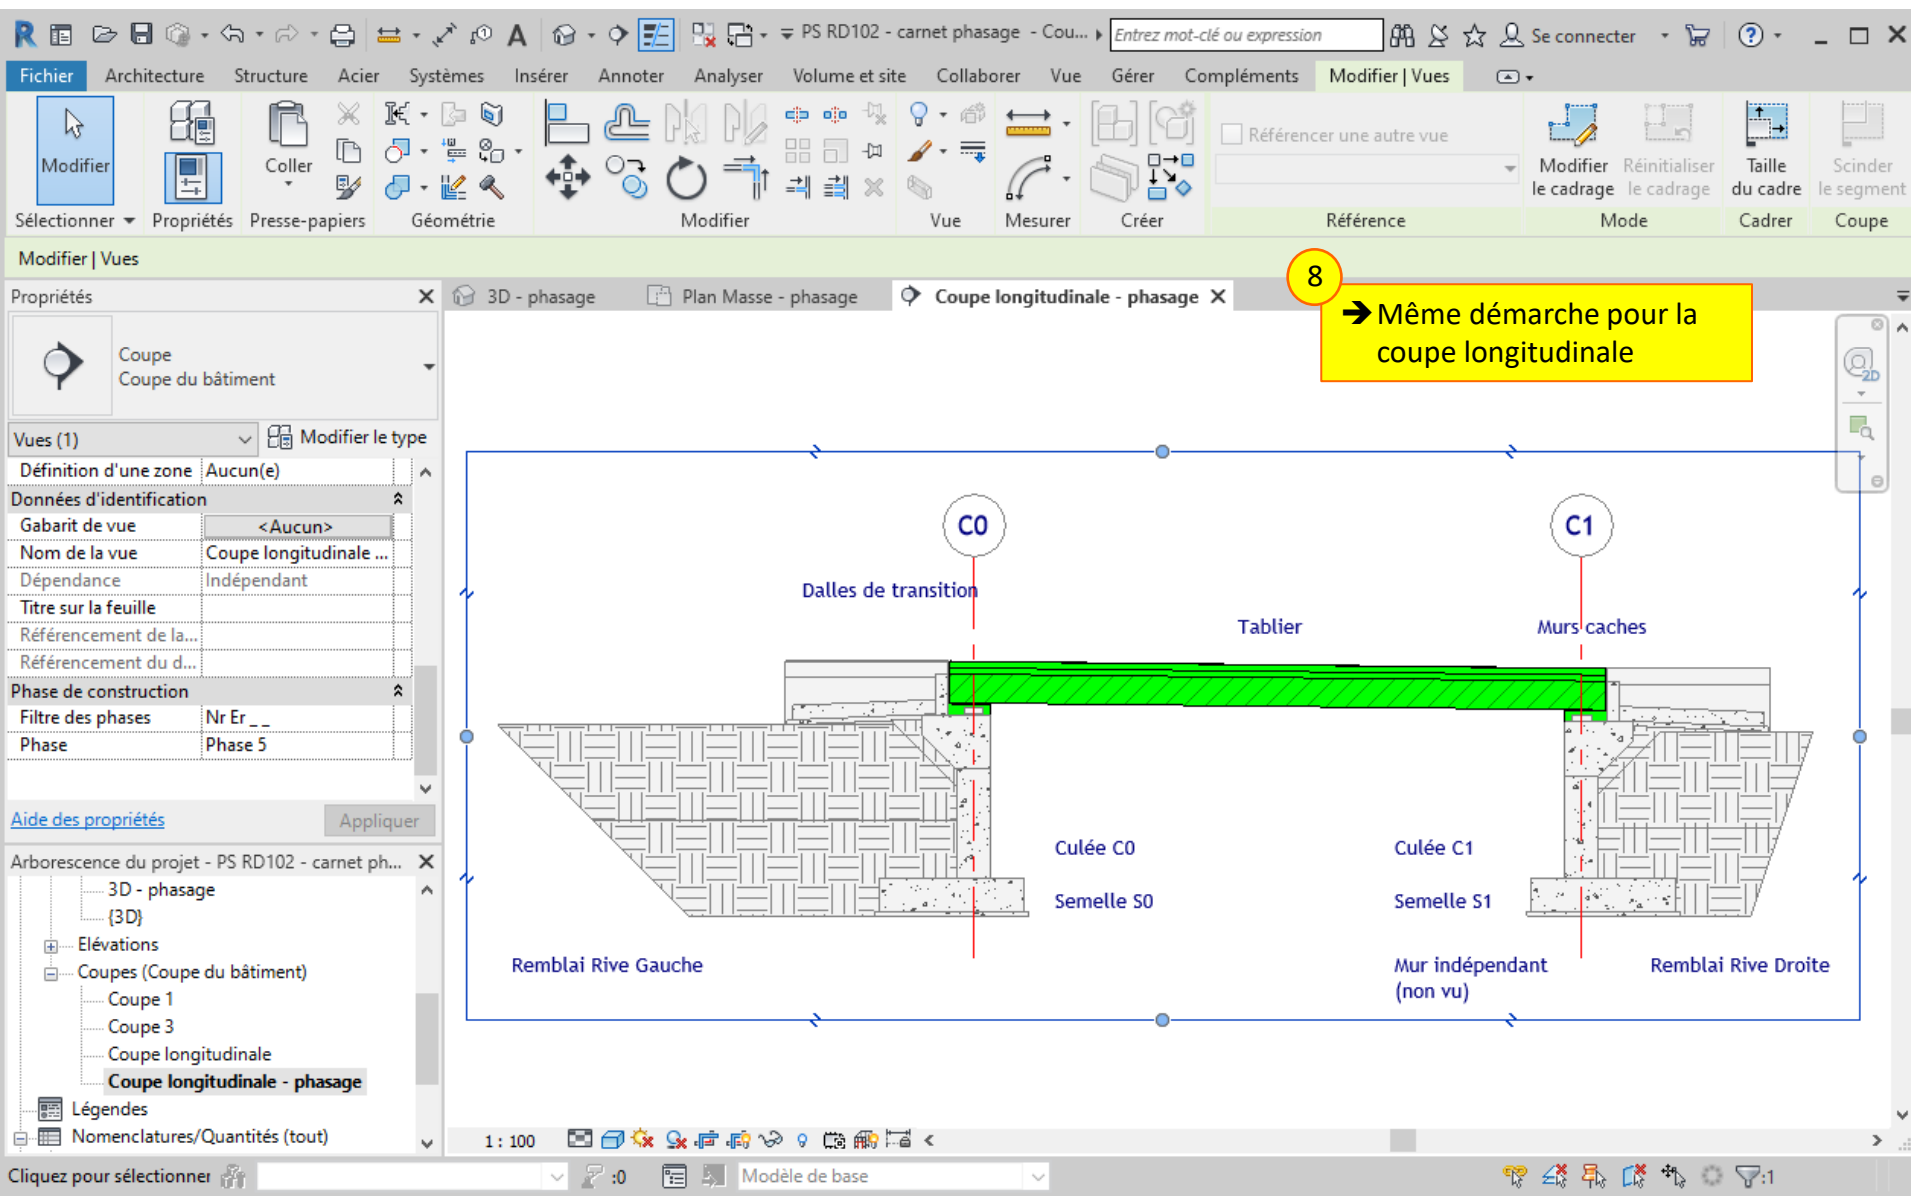 PS RD102 - carnet phasage - Cou...
Entrez mot-clé ou expression
Se connecter
Fichier Architecture Structure Acier Systèmes Insérer Annoter Analyser Volume et site Collaborer Vue Gérer Compléments Modifier | Vues
Modifier
Coller
Référencer une autre vue
Modifier le cadrage
Réinitialiser le cadrage
Taille du cadre
Scinder le segment
Sélectionner Propriétés Presse-papiers Géométrie Modifier Vue Mesurer Créer Référence Mode Cadrer Coupe
Modifier | Vues
8
➔ Même démarche pour la
coupe longitudinale
Propriétés
3D - phasage
Plan Masse - phasage
Coupe longitudinale - phasage
Coupe
Coupe du bâtiment
2D
Vues (1)
Modifier le type
Définition d'une zone Aucun(e)
Données d'identification
Gabarit de vue <Aucun>
Nom de la vue Coupe longitudinale ...
Dépendance Indépendant
Titre sur la feuille
Référencement de la...
Référencement du d...
Phase de construction
Filtre des phases Nr Er _ _
Phase Phase 5
Aide des propriétés
Appliquer
C0
C1
Dalles de transition
Tablier
Murs caches
Culée C0
Culée C1
Semelle S0
Semelle S1
Remblai Rive Gauche
Mur indépendant
(non vu)
Remblai Rive Droite
Arborescence du projet - PS RD102 - carnet ph...
3D - phasage
{3D}
Elévations
Coupes (Coupe du bâtiment)
Coupe 1
Coupe 3
Coupe longitudinale
Coupe longitudinale - phasage
Légendes
Nomenclatures/Quantités (tout)
1 : 100
Cliquez pour sélectionner
:0
Modèle de base
:1